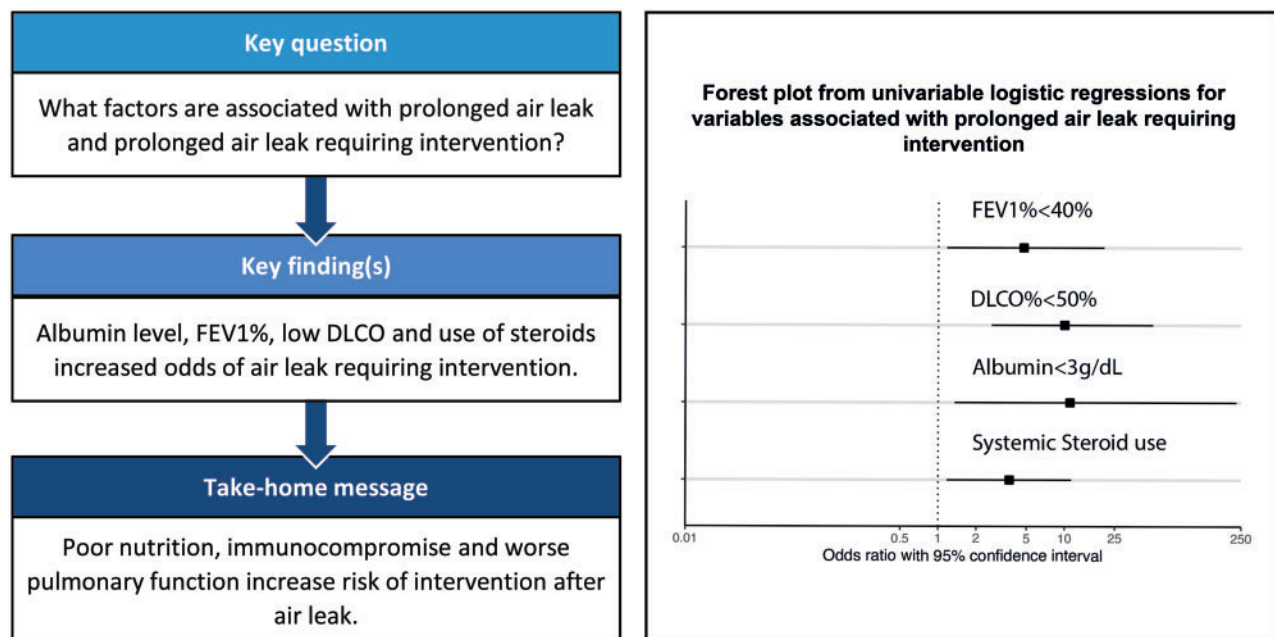 Key question
What factors are associated with prolonged air leak
and prolonged air leak requiring intervention?
Key finding(s)
Albumin level, FEV1%, low DLCO and use of steroids
increased odds of air leak requiring intervention.
Take-home message
Poor nutrition, immunocompromise and worse
pulmonary function increase risk of intervention after
air leak.
Forest plot from univariable logistic regressions for
variables associated with prolonged air leak requiring
intervention
FEV1%<40%
DLCO%<50%
Albumin<3g/dL
Systemic Steroid use
0.01 0.5 1 2 5 10 25 250
Odds ratio with 95% confidence interval